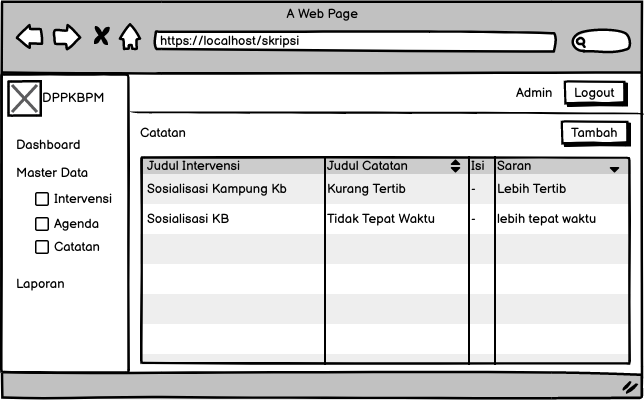 A Web Page
https://localhost/skripsi
DPPKBPM
Admin Logout
Dashboard
Master Data
Intervensi
Agenda
Catatan
Laporan
Catatan Tambah
Judul Intervensi Judul Catatan Isi Saran
Sosialisasi Kampung Kb Kurang Tertib - Lebih Tertib
Sosialisasi KB Tidak Tepat Waktu - lebih tepat waktu